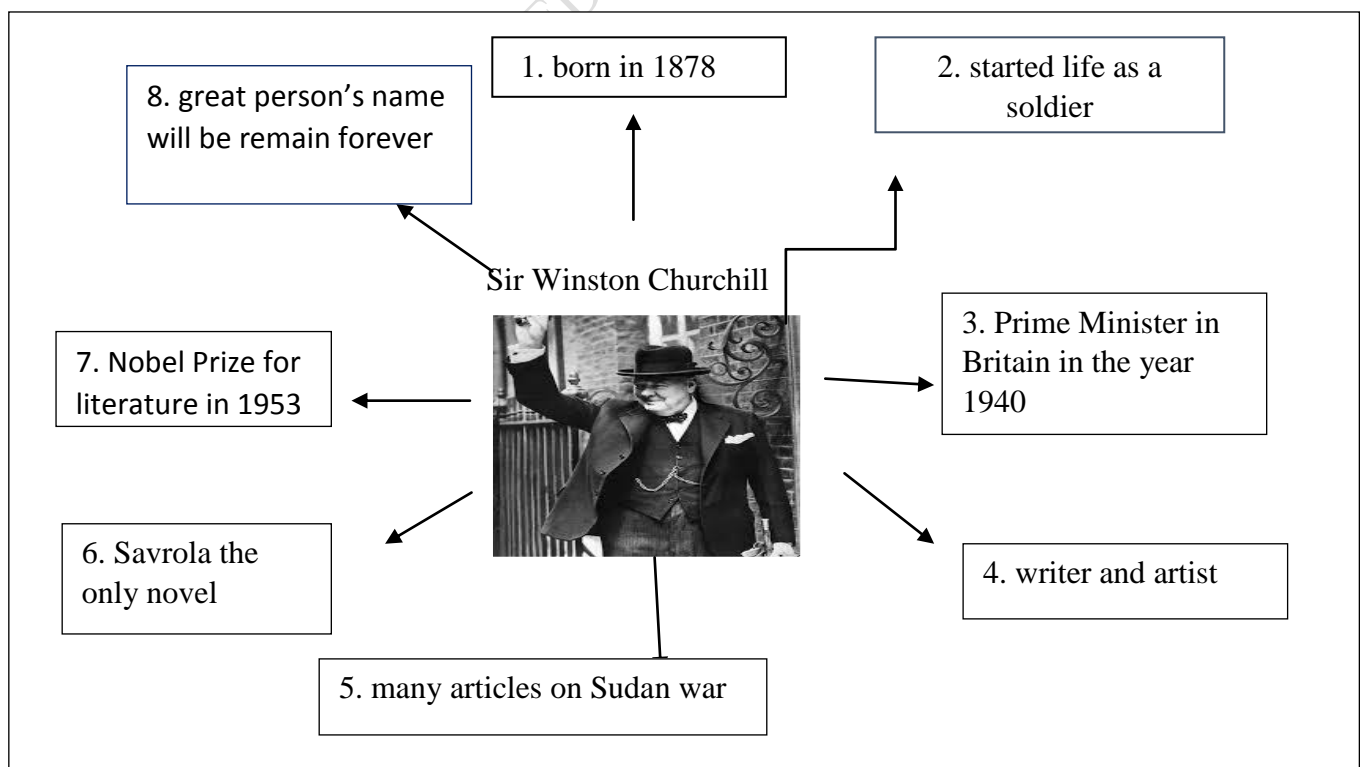 1. born in 1878
2. started life as a
soldier
8. great person's name
will be remain forever
Sir Winston Churchill
3. Prime Minister in
Britain in the year
1940
7. Nobel Prize for
literature in 1953
6. Savrola the
only novel
4. writer and artist
5. many articles on Sudan war